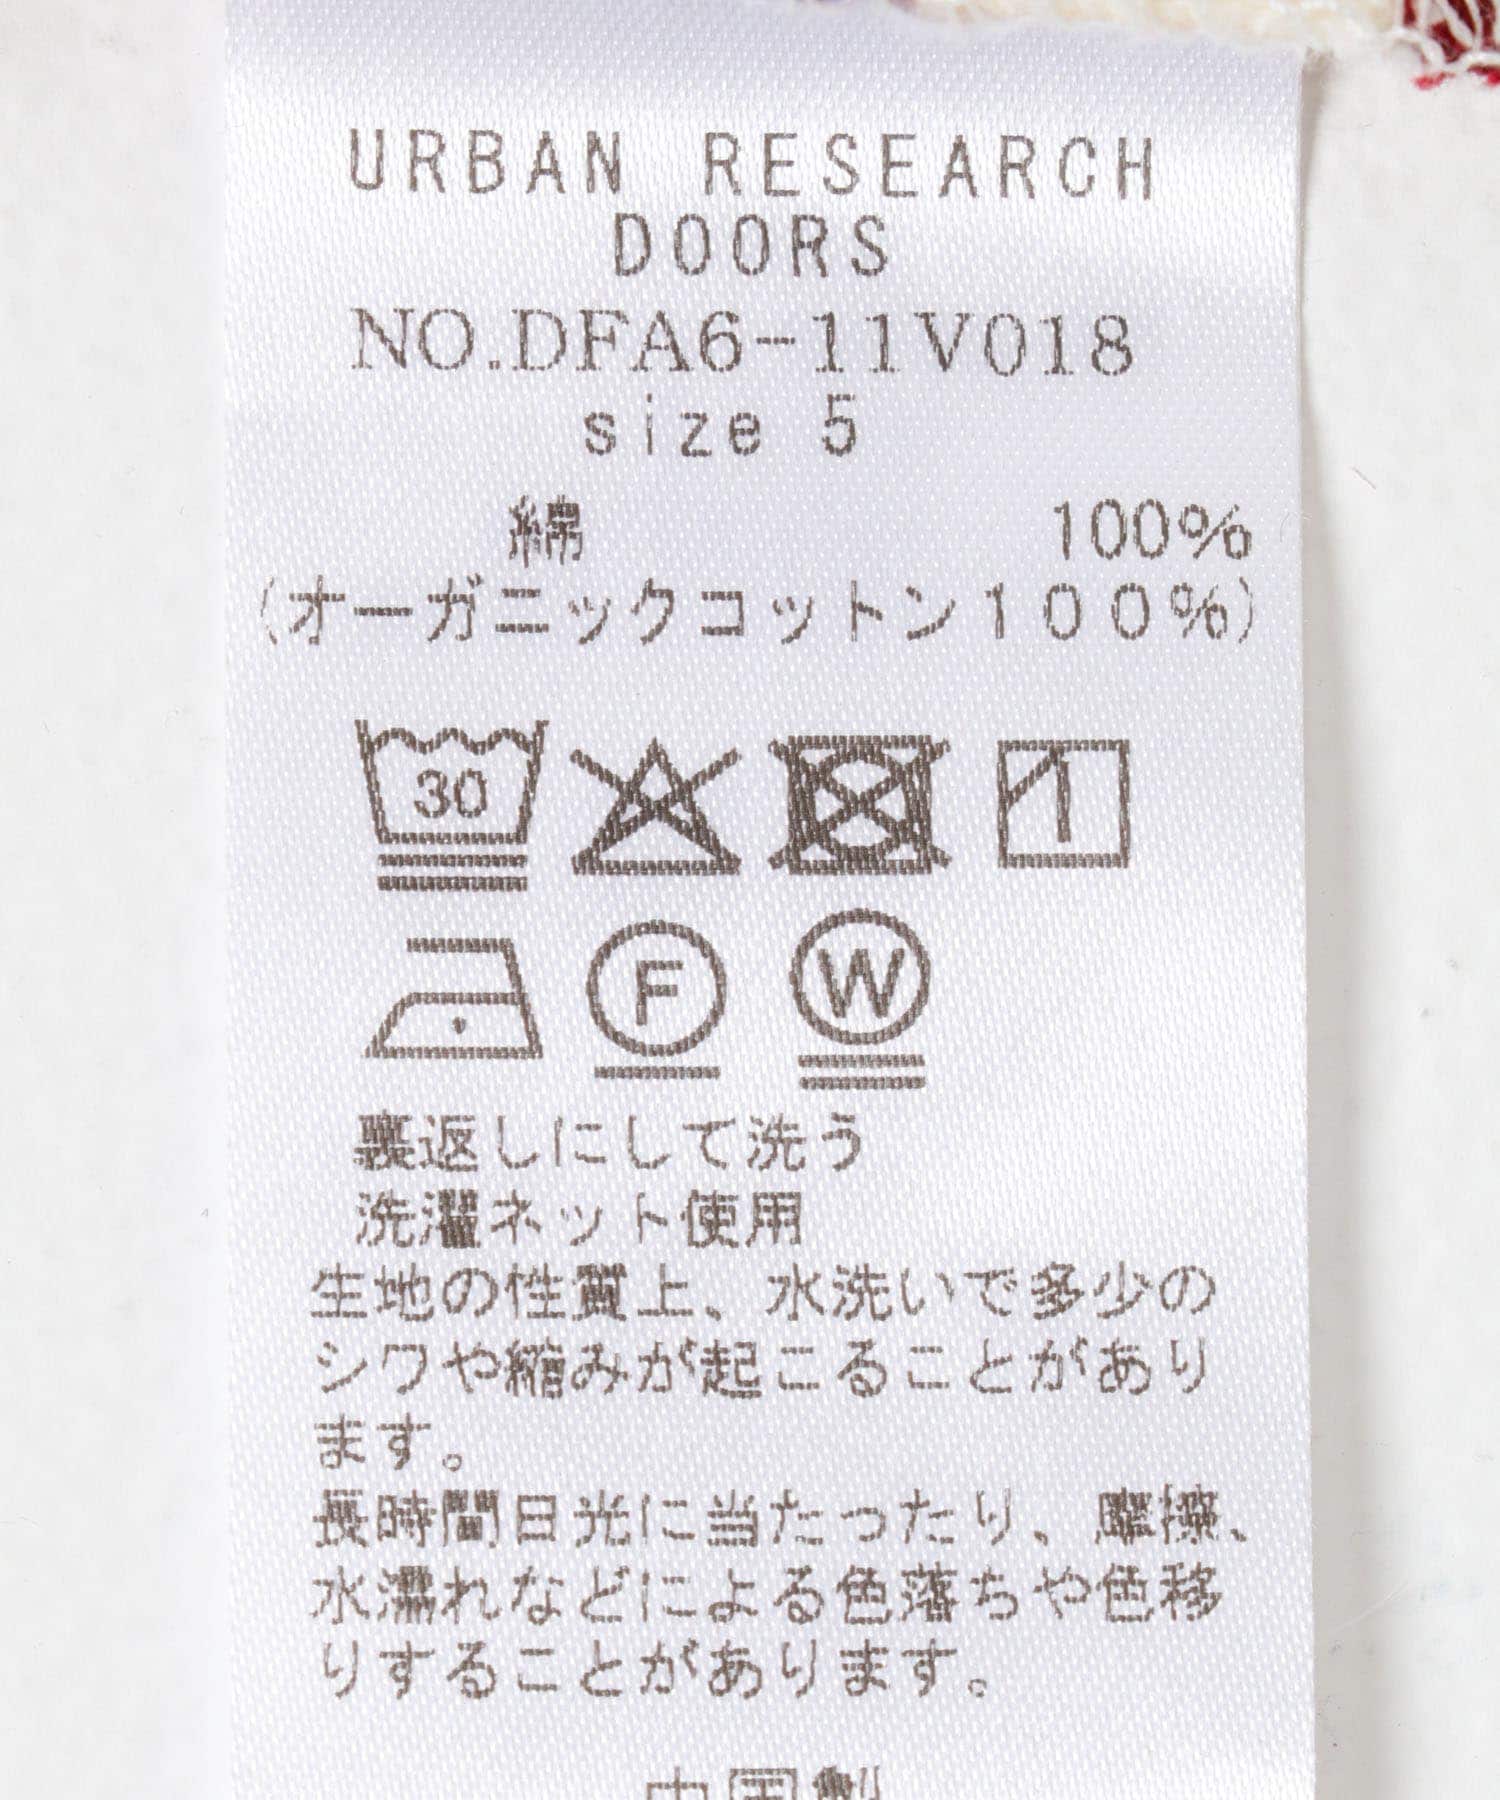 URBAN RESEARCH
DOORS
NO.DFA6-11V018
size 5
綿 100%
(オーガニックコットン100%)
30
F W
裏返しにして洗う
洗濯ネット使用
生地の性質上、水洗いで多少の
シワや縮みが起こることがあり
ます。
長時間日光に当たったり、摩擦、
水濡れなどによる色落ちや色移
りすることがあります。
中国製